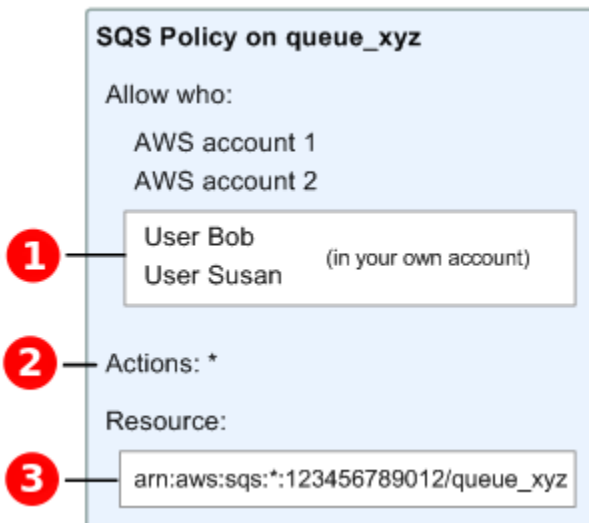 SQS Policy on queue_xyz
Allow who:
AWS account 1
AWS account 2
1
User Bob
User Susan
(in your own account)
2
Actions: *
Resource:
3
arn:aws:sqs:*:123456789012/queue_xyz